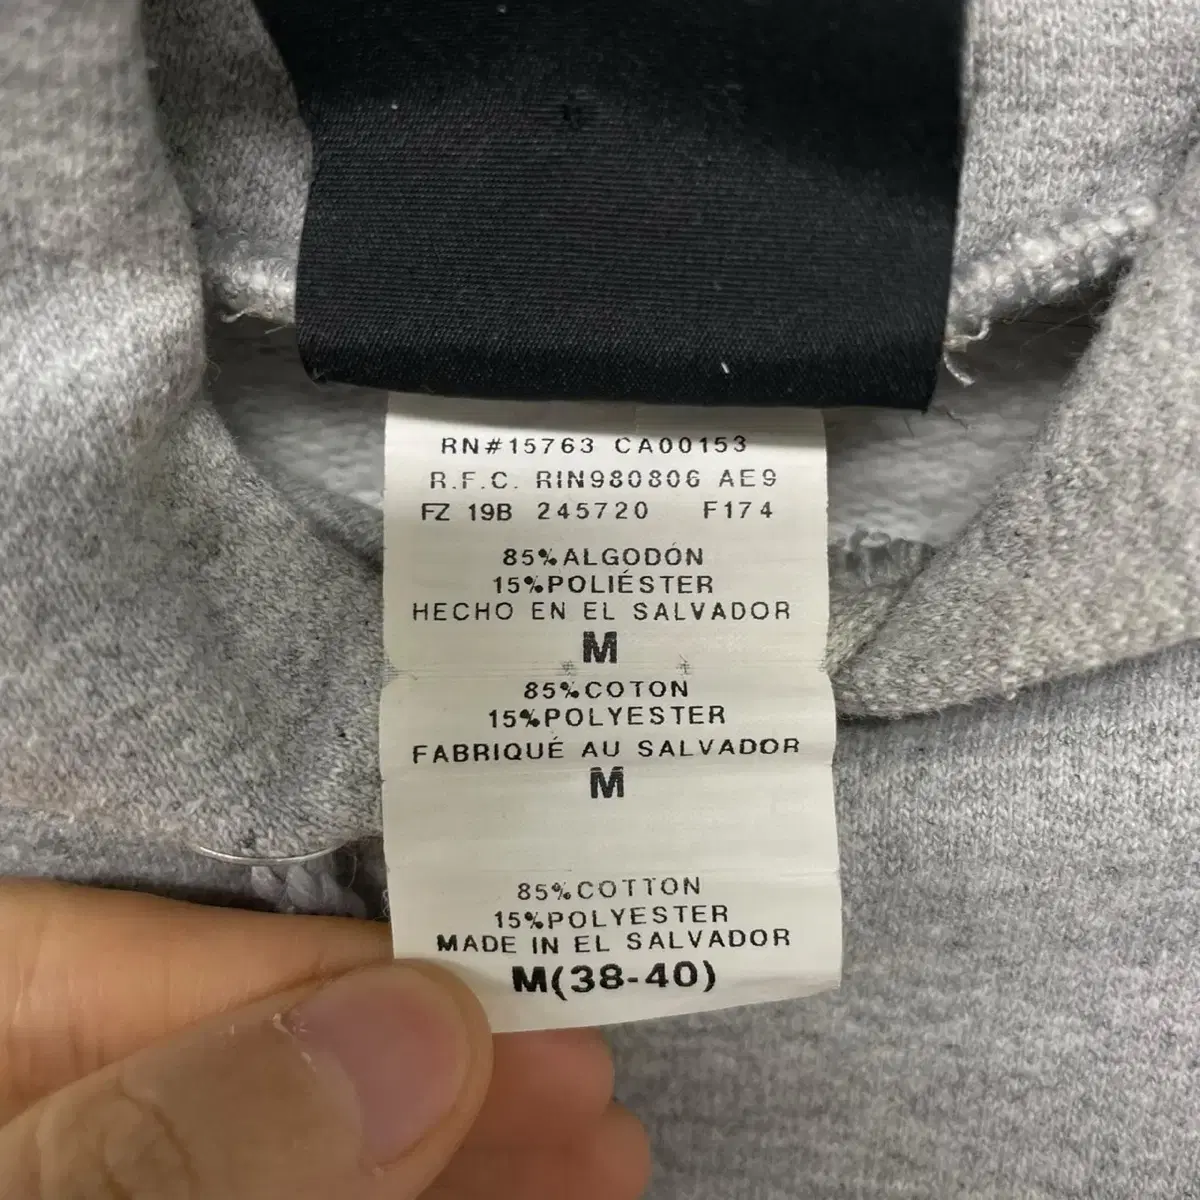 RN#15763 CA00153
R.F.C. RIN980806 AE9
FZ 19B 245720 F174
85%ALGODÓN
15%POLIÉSTER
HECHO EN EL SALVADOR
M
85%COTON
15%POLYESTER
FABRIQUÉ AU SALVADOR
M
85%COTTON
15%POLYESTER
MADE IN EL SALVADOR
M(38-40)